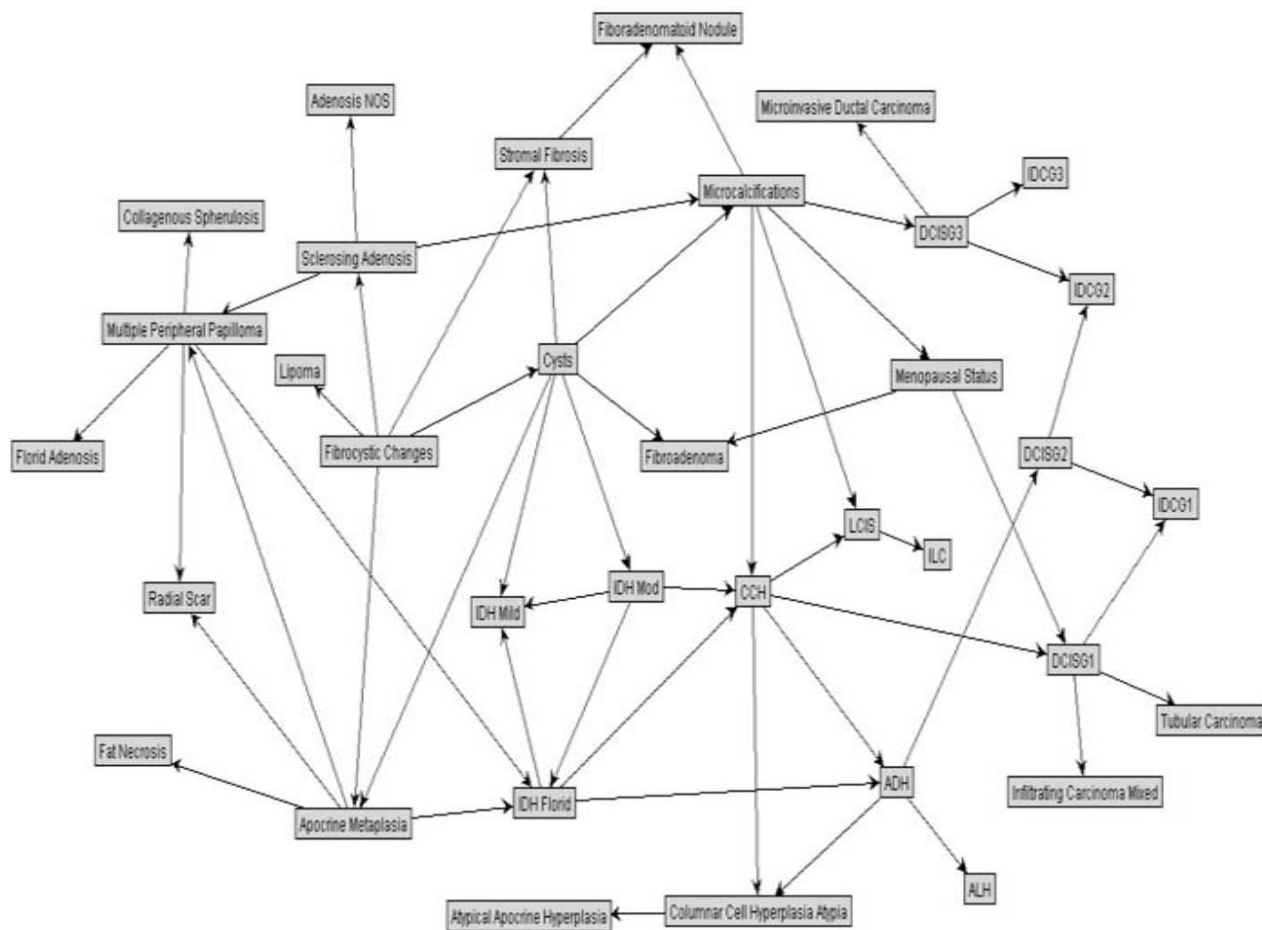 Fiboradenomatoid Nodule
Adenosis NOS
Microinvasive Ductal Carcinoma
Stromal Fibrosis
IDCG3
Microcalcifications
Collagenous Spherulosis
DCISG3
Sclerosing Adenosis
IDCG2
Multiple Peripheral Papilloma
Cysts
Lipoma
Menopausal Status
Florid Adenosis
Fibrocystic Changes
Fibroadenoma
DCISG2
IDCG1
LCIS
ILC
Radial Scar
IDH Mild
IDH Mod
CCH
DCISG1
Tubular Carcinoma
Fat Necrosis
ADH
Infiltrating Carcinoma Mixed
IDH Florid
Apocrine Metaplasia
ALH
Atypical Apocrine Hyperplasia
Columnar Cell Hyperplasia Atypia